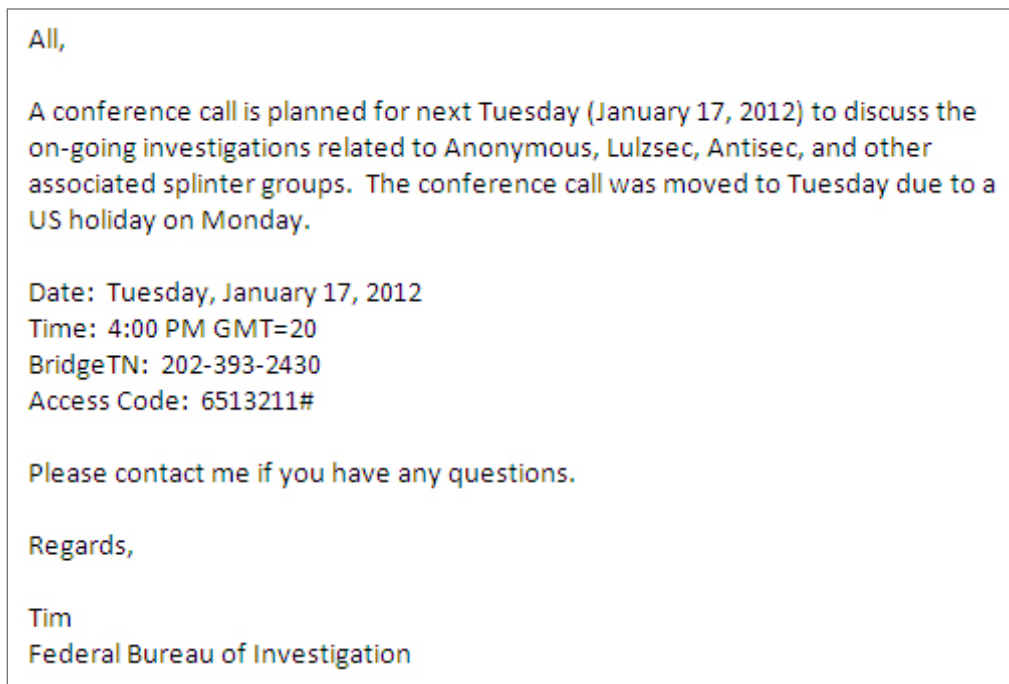 All,
A conference call is planned for next Tuesday (January 17, 2012) to discuss the
on-going investigations related to Anonymous, Lulzsec, Antisec, and other
associated splinter groups.  The conference call was moved to Tuesday due to a
US holiday on Monday.
Date:  Tuesday, January 17, 2012
Time:  4:00 PM GMT=20
BridgeTN:  202-393-2430
Access Code:  6513211#
Please contact me if you have any questions.
Regards,
Tim
Federal Bureau of Investigation